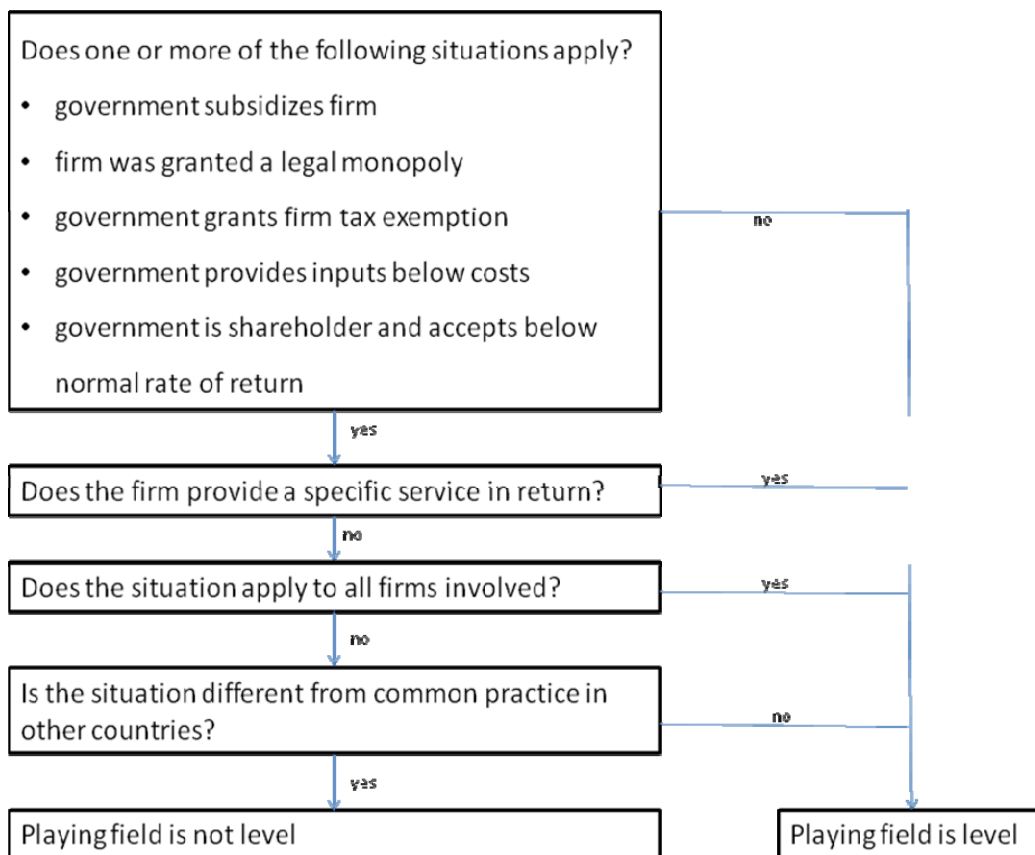 Does one or more of the following situations apply?
• government subsidizes firm
• firm was granted a legal monopoly
• government grants firm tax exemption
• government provides inputs below costs
• government is shareholder and accepts below
normal rate of return
no
yes
Does the firm provide a specific service in return?
yes
no
Does the situation apply to all firms involved?
yes
no
Is the situation different from common practice in
other countries?
no
yes
Playing field is not level
Playing field is level